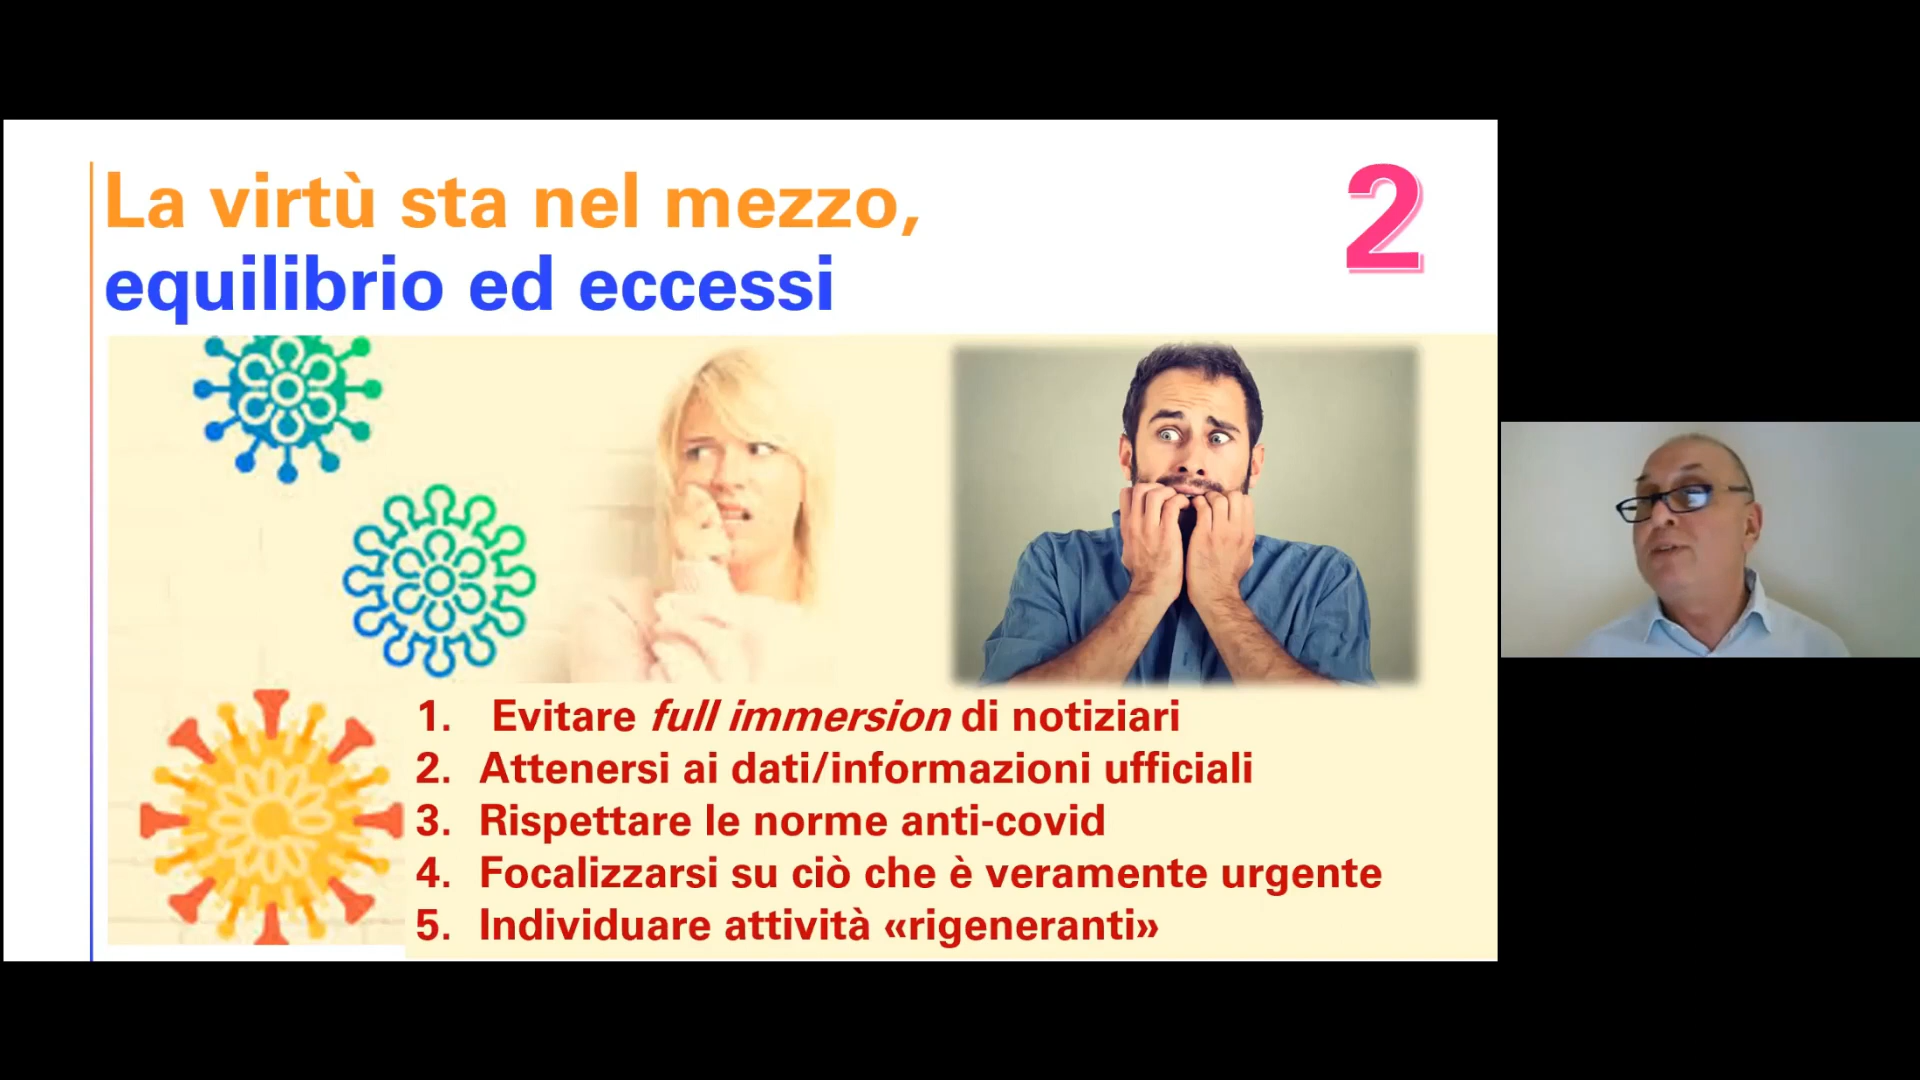 La virtù sta nel mezzo,
equilibrio ed eccessi
2
1. Evitare full immersion di notiziari
2. Attenersi ai dati/informazioni ufficiali
3. Rispettare le norme anti-covid
4. Focalizzarsi su ciò che è veramente urgente
5. Individuare attività «rigeneranti»